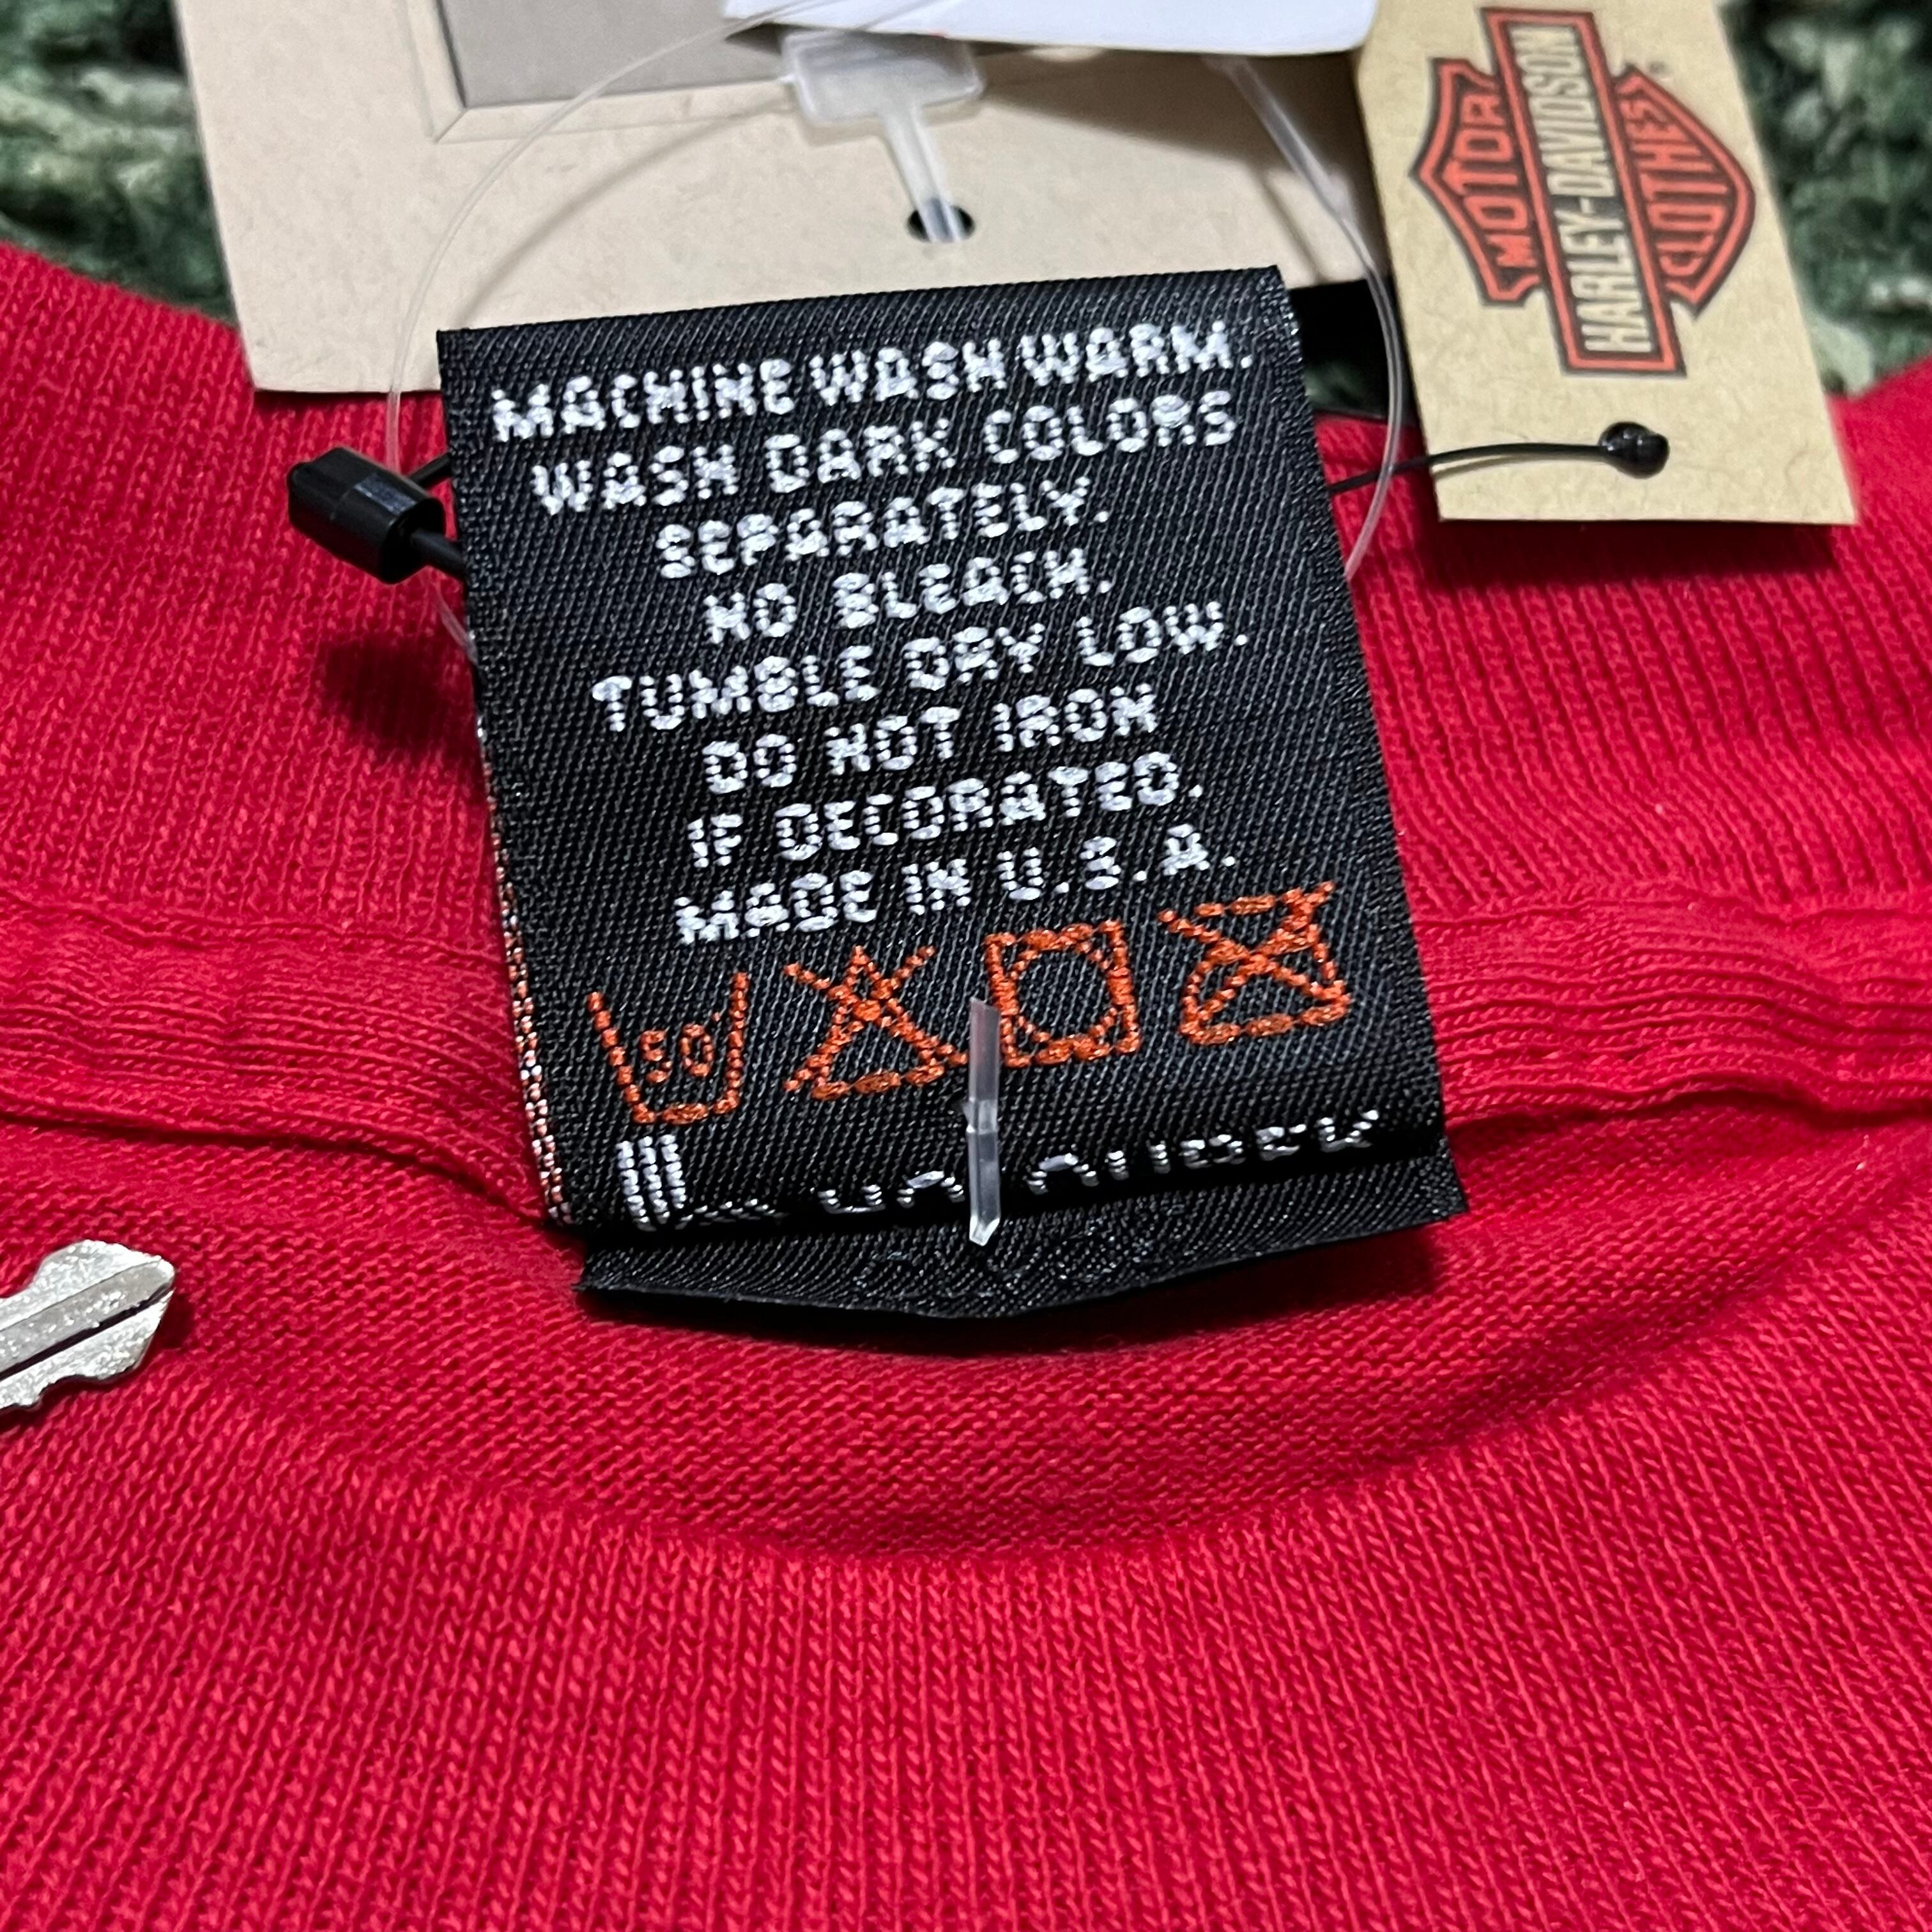 MOTOR
HARLEY-DAVIDSON
CLOTHES
MACHINE WASH WARM.
WASH DARK COLORS
SEPARATELY.
NO BLEACH.
TUMBLE DRY LOW.
DO NOT IRON
IF DECORATED.
MADE IN U.S.A.
50°